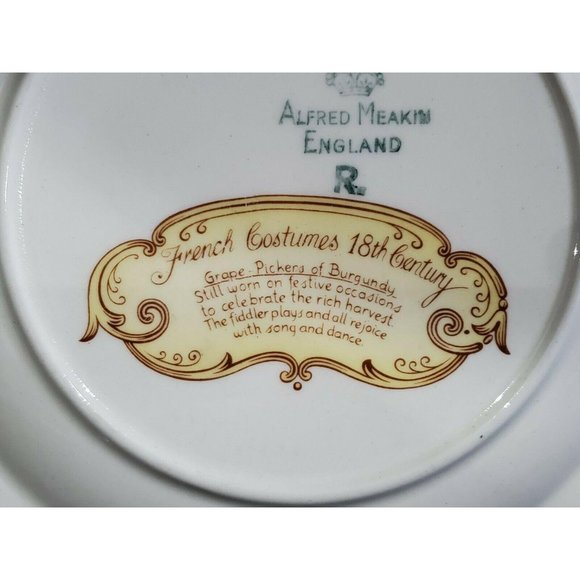 ALFRED MEAKIN
ENGLAND
R.
French Costumes 18th Century
Grape-Pickers of Burgundy
Still worn on festive occasions
to celebrate the rich harvest.
The fiddler plays and all rejoice
with song and dance.